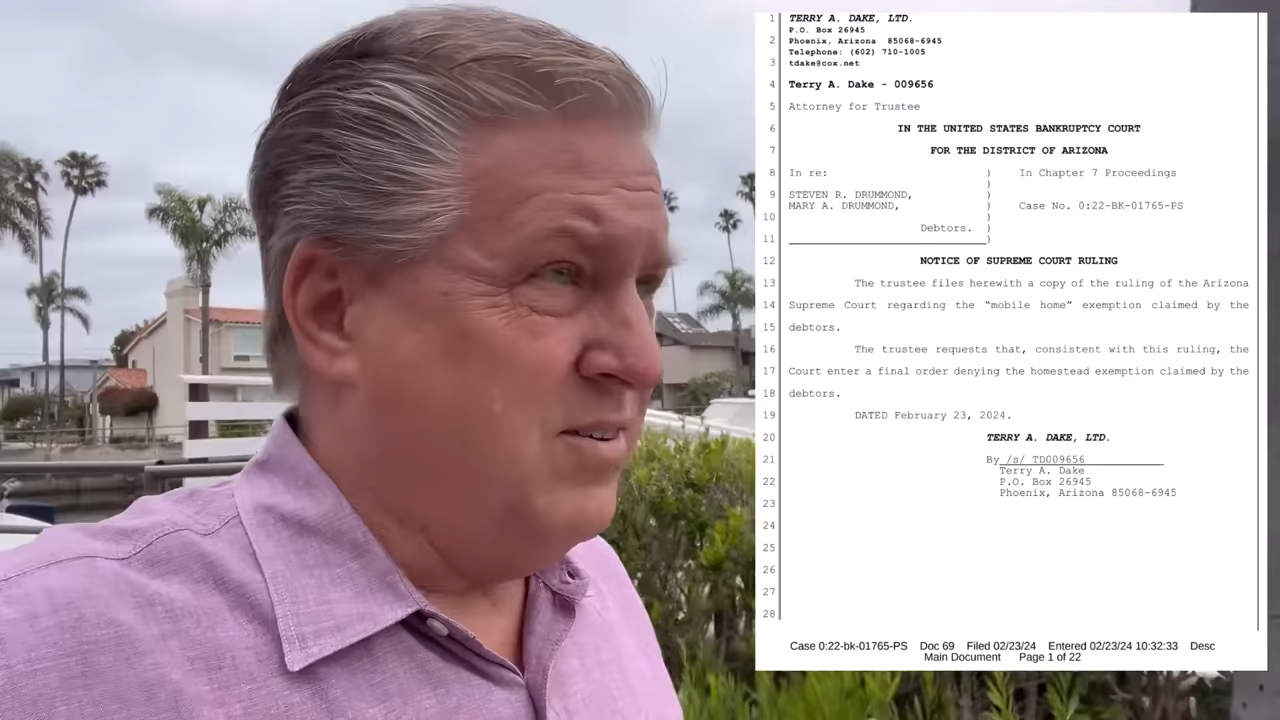 1 TERRY A. DAKE, LTD.
P.O. Box 26945
2 Phoenix, Arizona 85068-6945
Telephone: (602) 710-1005
3 tdake@cox.net
4 Terry A. Dake - 009656
5 Attorney for Trustee
6 IN THE UNITED STATES BANKRUPTCY COURT
7 FOR THE DISTRICT OF ARIZONA
8 In re: ) In Chapter 7 Proceedings
)
9 STEVEN R. DRUMMOND, )
MARY A. DRUMMOND, ) Case No. 0:22-BK-01765-PS
10 )
Debtors. )
11 )
12 NOTICE OF SUPREME COURT RULING
13 The trustee files herewith a copy of the ruling of the Arizona
14 Supreme Court regarding the “mobile home” exemption claimed by the
15 debtors.
16 The trustee requests that, consistent with this ruling, the
17 Court enter a final order denying the homestead exemption claimed by the
18 debtors.
19 DATED February 23, 2024.
20 TERRY A. DAKE, LTD.
21 By /s/ TD009656
Terry A. Dake
22 P.O. Box 26945
Phoenix, Arizona 85068-6945
23
24
25
26
27
28
Case 0:22-bk-01765-PS Doc 69 Filed 02/23/24 Entered 02/23/24 10:32:33 Desc
Main Document Page 1 of 22